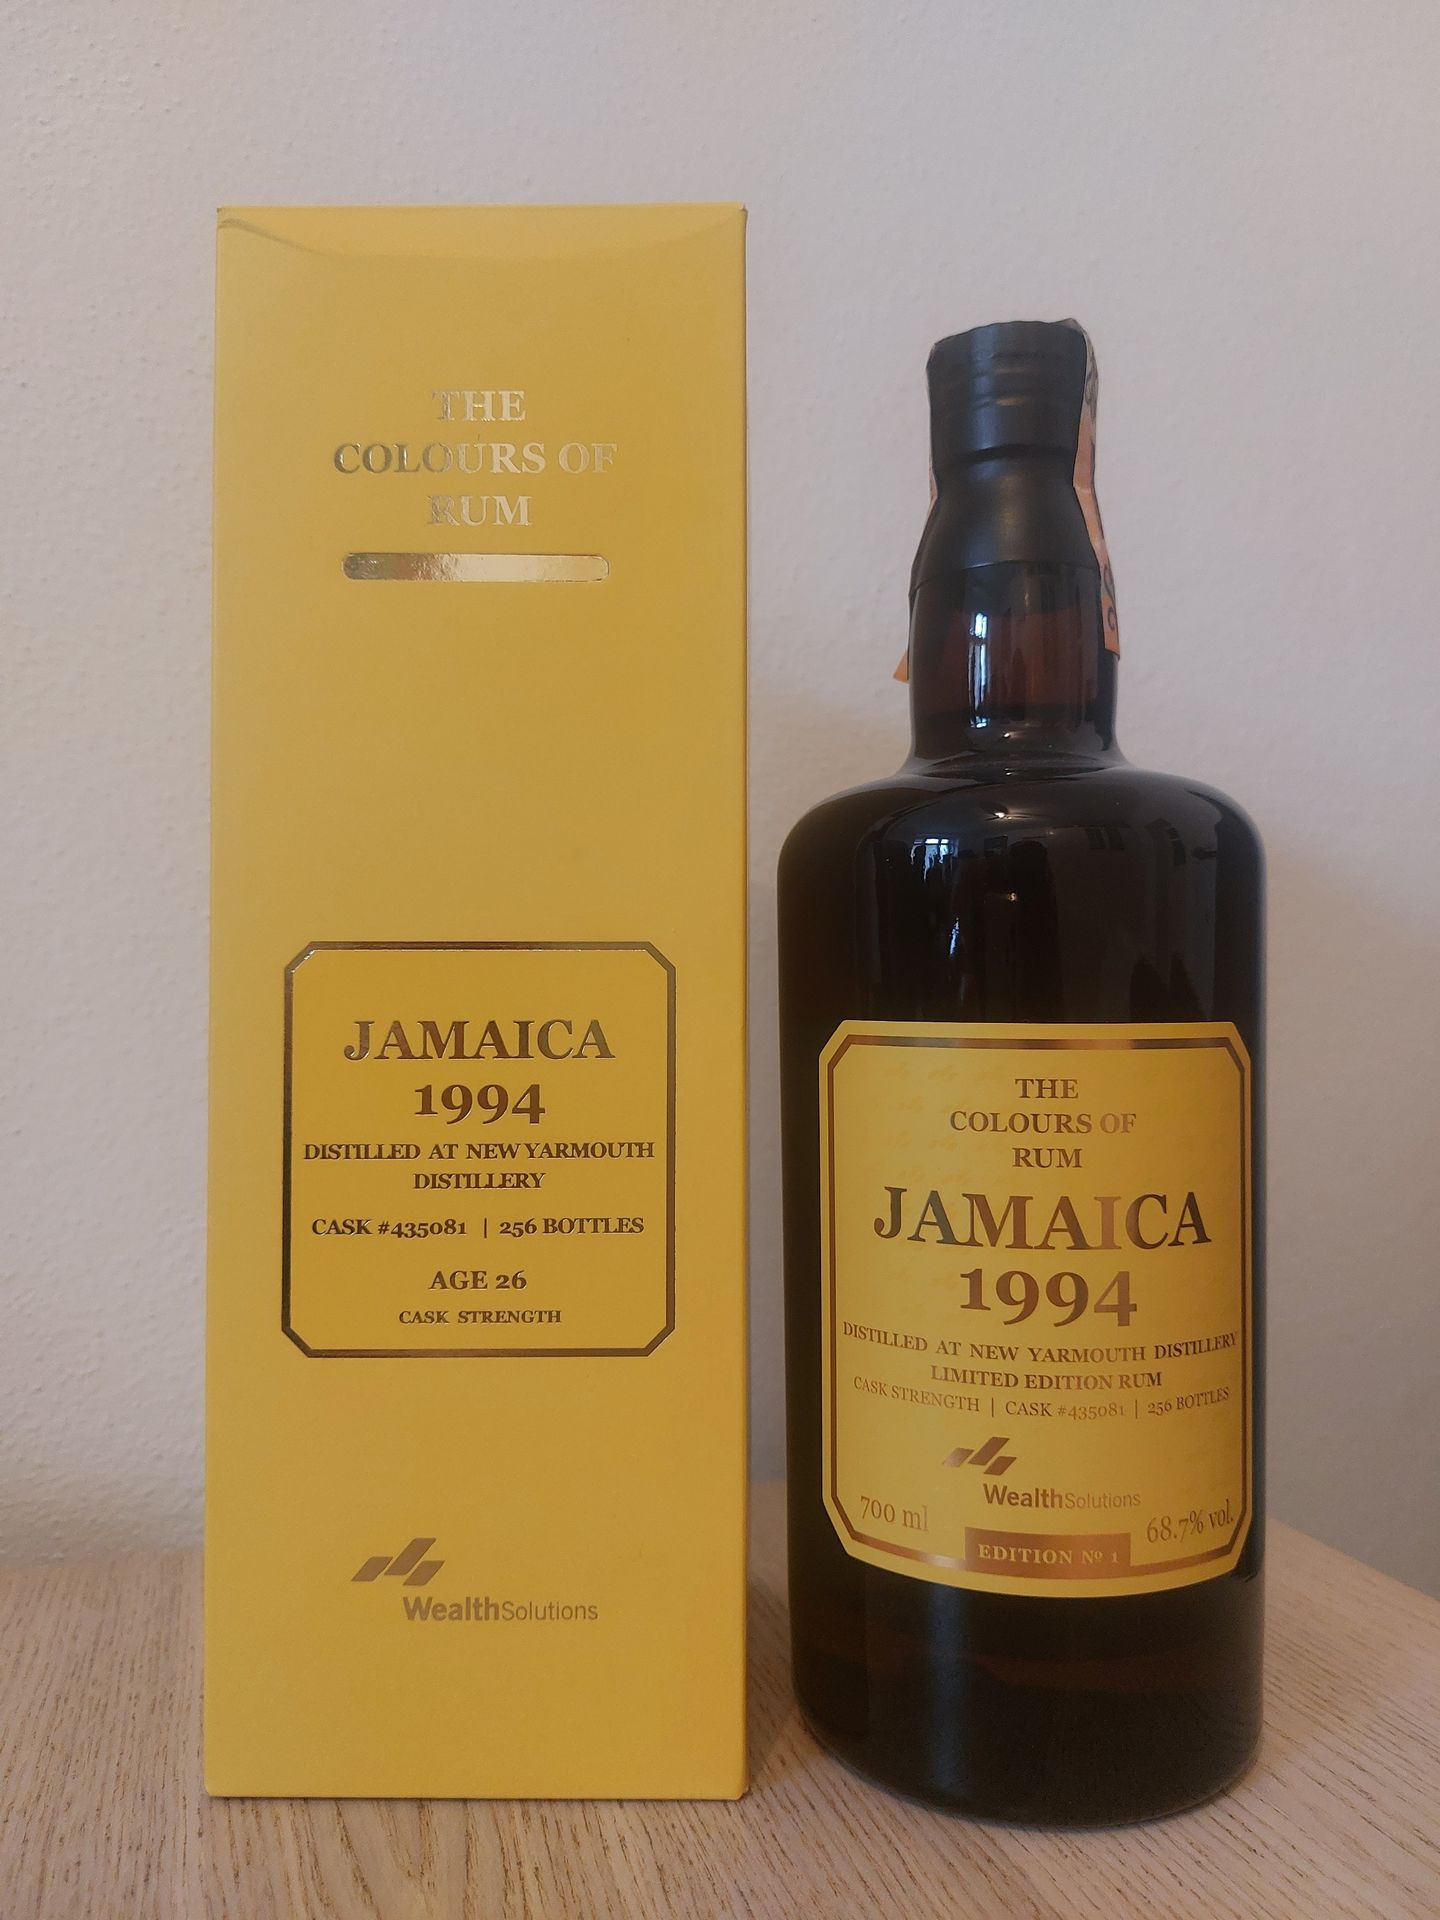 THE
COLOURS OF
RUM
JAMAICA
1994
DISTILLED AT NEW YARMOUTH
DISTILLERY
CASK #435081 | 256 BOTTLES
AGE 26
CASK STRENGTH
WealthSolutions
THE
COLOURS OF
RUM
JAMAICA
1994
DISTILLED AT NEW YARMOUTH DISTILLERY
LIMITED EDITION RUM
CASK STRENGTH | CASK #435081 | 256 BOTTLES
WealthSolutions
700 ml 68.7% vol.
EDITION Nº 1